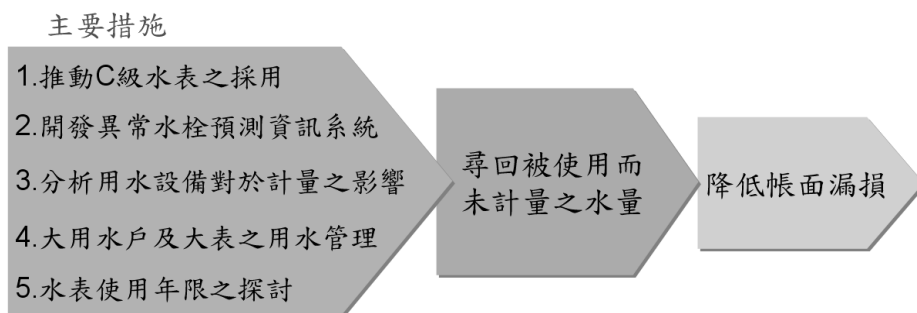 主要措施
1.推動C級水表之採用
2.開發異常水栓預測資訊系統
3.分析用水設備對於計量之影響
4.大用水戶及大表之用水管理
5.水表使用年限之探討
尋回被使用而
未計量之水量
降低帳面漏損